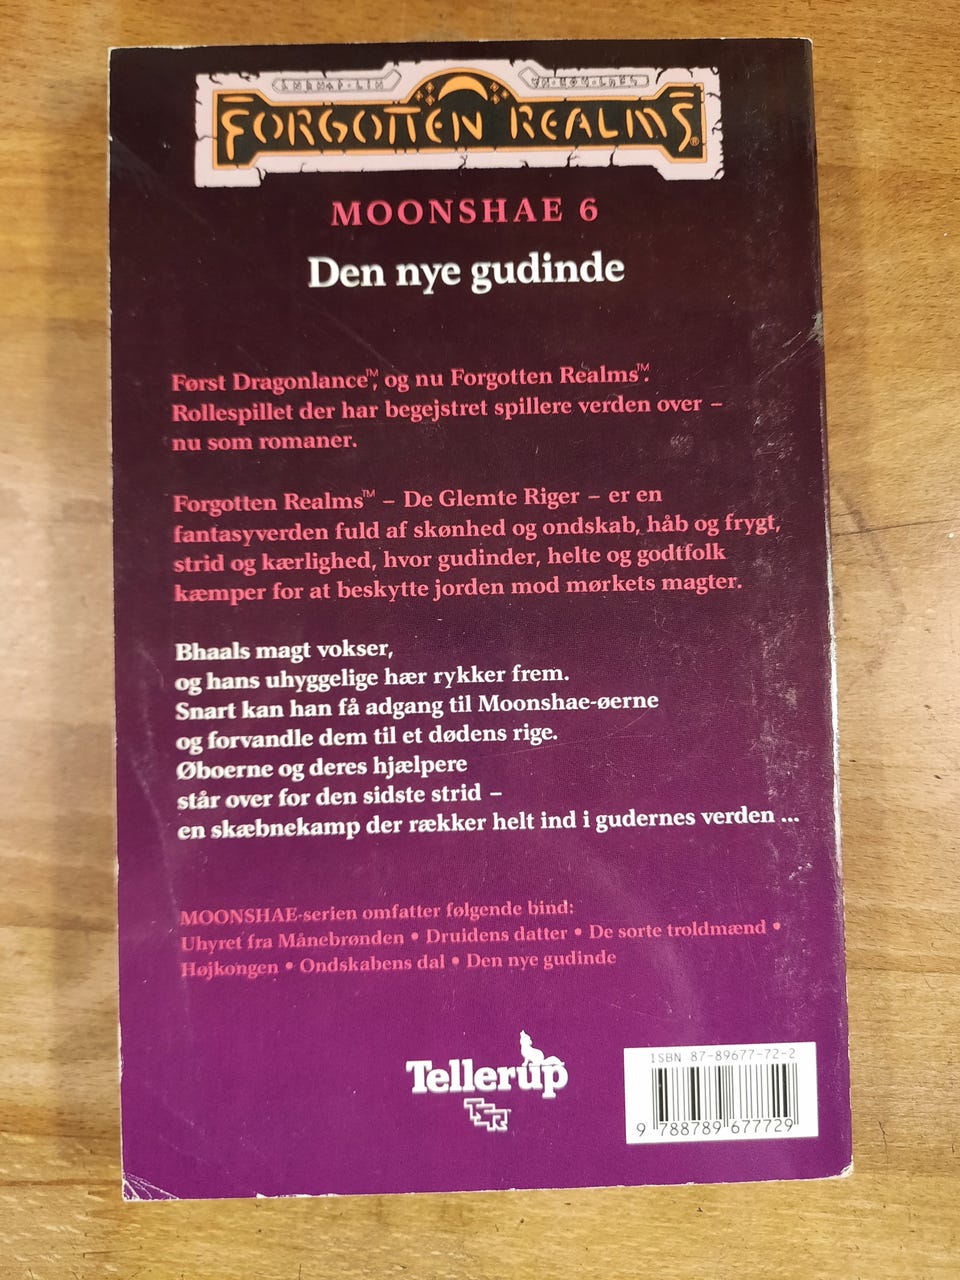 FORGOTTEN REALMS®
MOONSHAE 6
Den nye gudinde
Først Dragonlance™, og nu Forgotten Realms™.
Rollespillet der har begejstret spillere verden over –
nu som romaner.
Forgotten Realms™ – De Glemte Riger – er en
fantasyverden fuld af skønhed og ondskab, håb og frygt,
strid og kærlighed, hvor gudinder, helte og godtfolk
kæmper for at beskytte jorden mod mørkets magter.
Bhaals magt vokser,
og hans uhyggelige hær rykker frem.
Snart kan han få adgang til Moonshae-øerne
og forvandle dem til et dødens rige.
Øboerne og deres hjælpere
står over for den sidste strid –
en skæbnekamp der rækker helt ind i gudernes verden ...
MOONSHAE-serien omfatter følgende bind:
Uhyret fra Månebrønden • Druidens datter • De sorte troldmænd •
Højkongen • Ondskabens dal • Den nye gudinde
Tellerup
TSR™
ISBN 87-89677-72-2
9 788789 677729